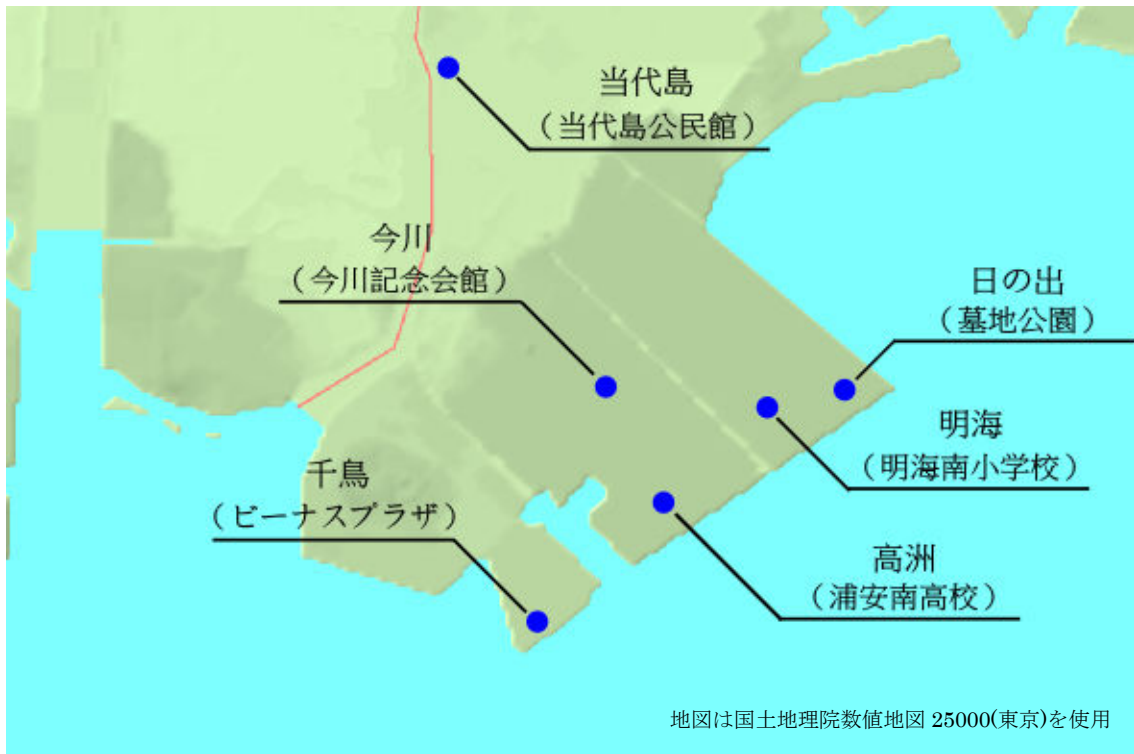 当代島
（当代島公民館）
今川
（今川記念会館）
日の出
（墓地公園）
明海
（明海南小学校）
千鳥
（ビーナスプラザ）
高洲
（浦安南高校）
地図は国土地理院数値地図 25000(東京)を使用